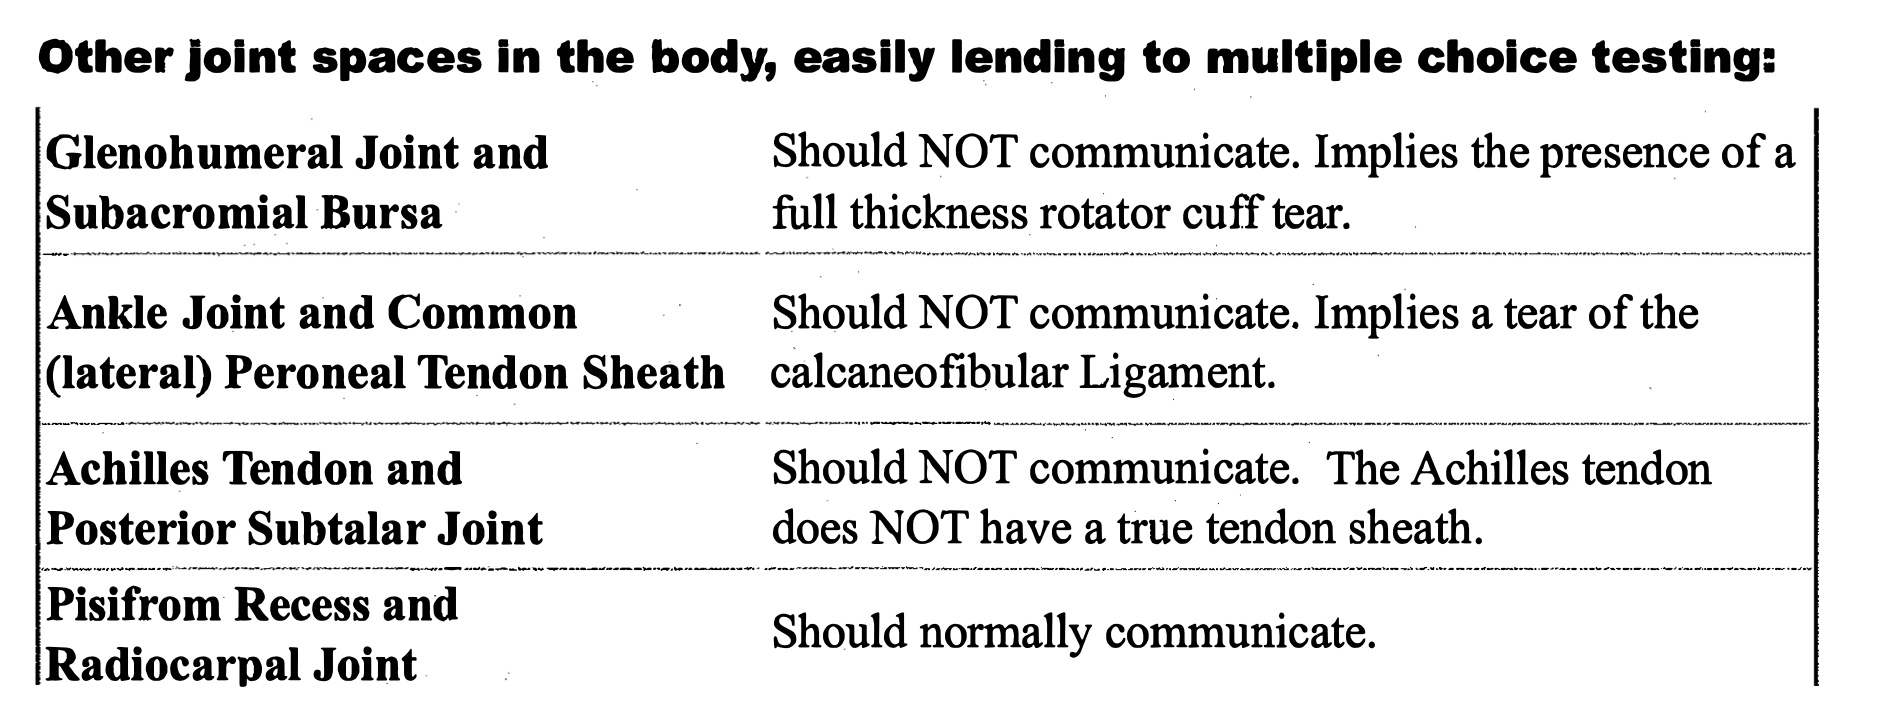 Other joint spaces in the body, easily lending to multiple choice testing:
Glenohumeral Joint and
Subacromial Bursa
Should NOT communicate. Implies the presence of a
full thickness rotator cuff tear.
Ankle Joint and Common
(lateral) Peroneal Tendon Sheath
Should NOT communicate. Implies a tear of the
calcaneofibular Ligament.
Achilles Tendon and
Posterior Subtalar Joint
Should NOT communicate. The Achilles tendon
does NOT have a true tendon sheath.
Pisifrom Recess and
Radiocarpal Joint
Should normally communicate.